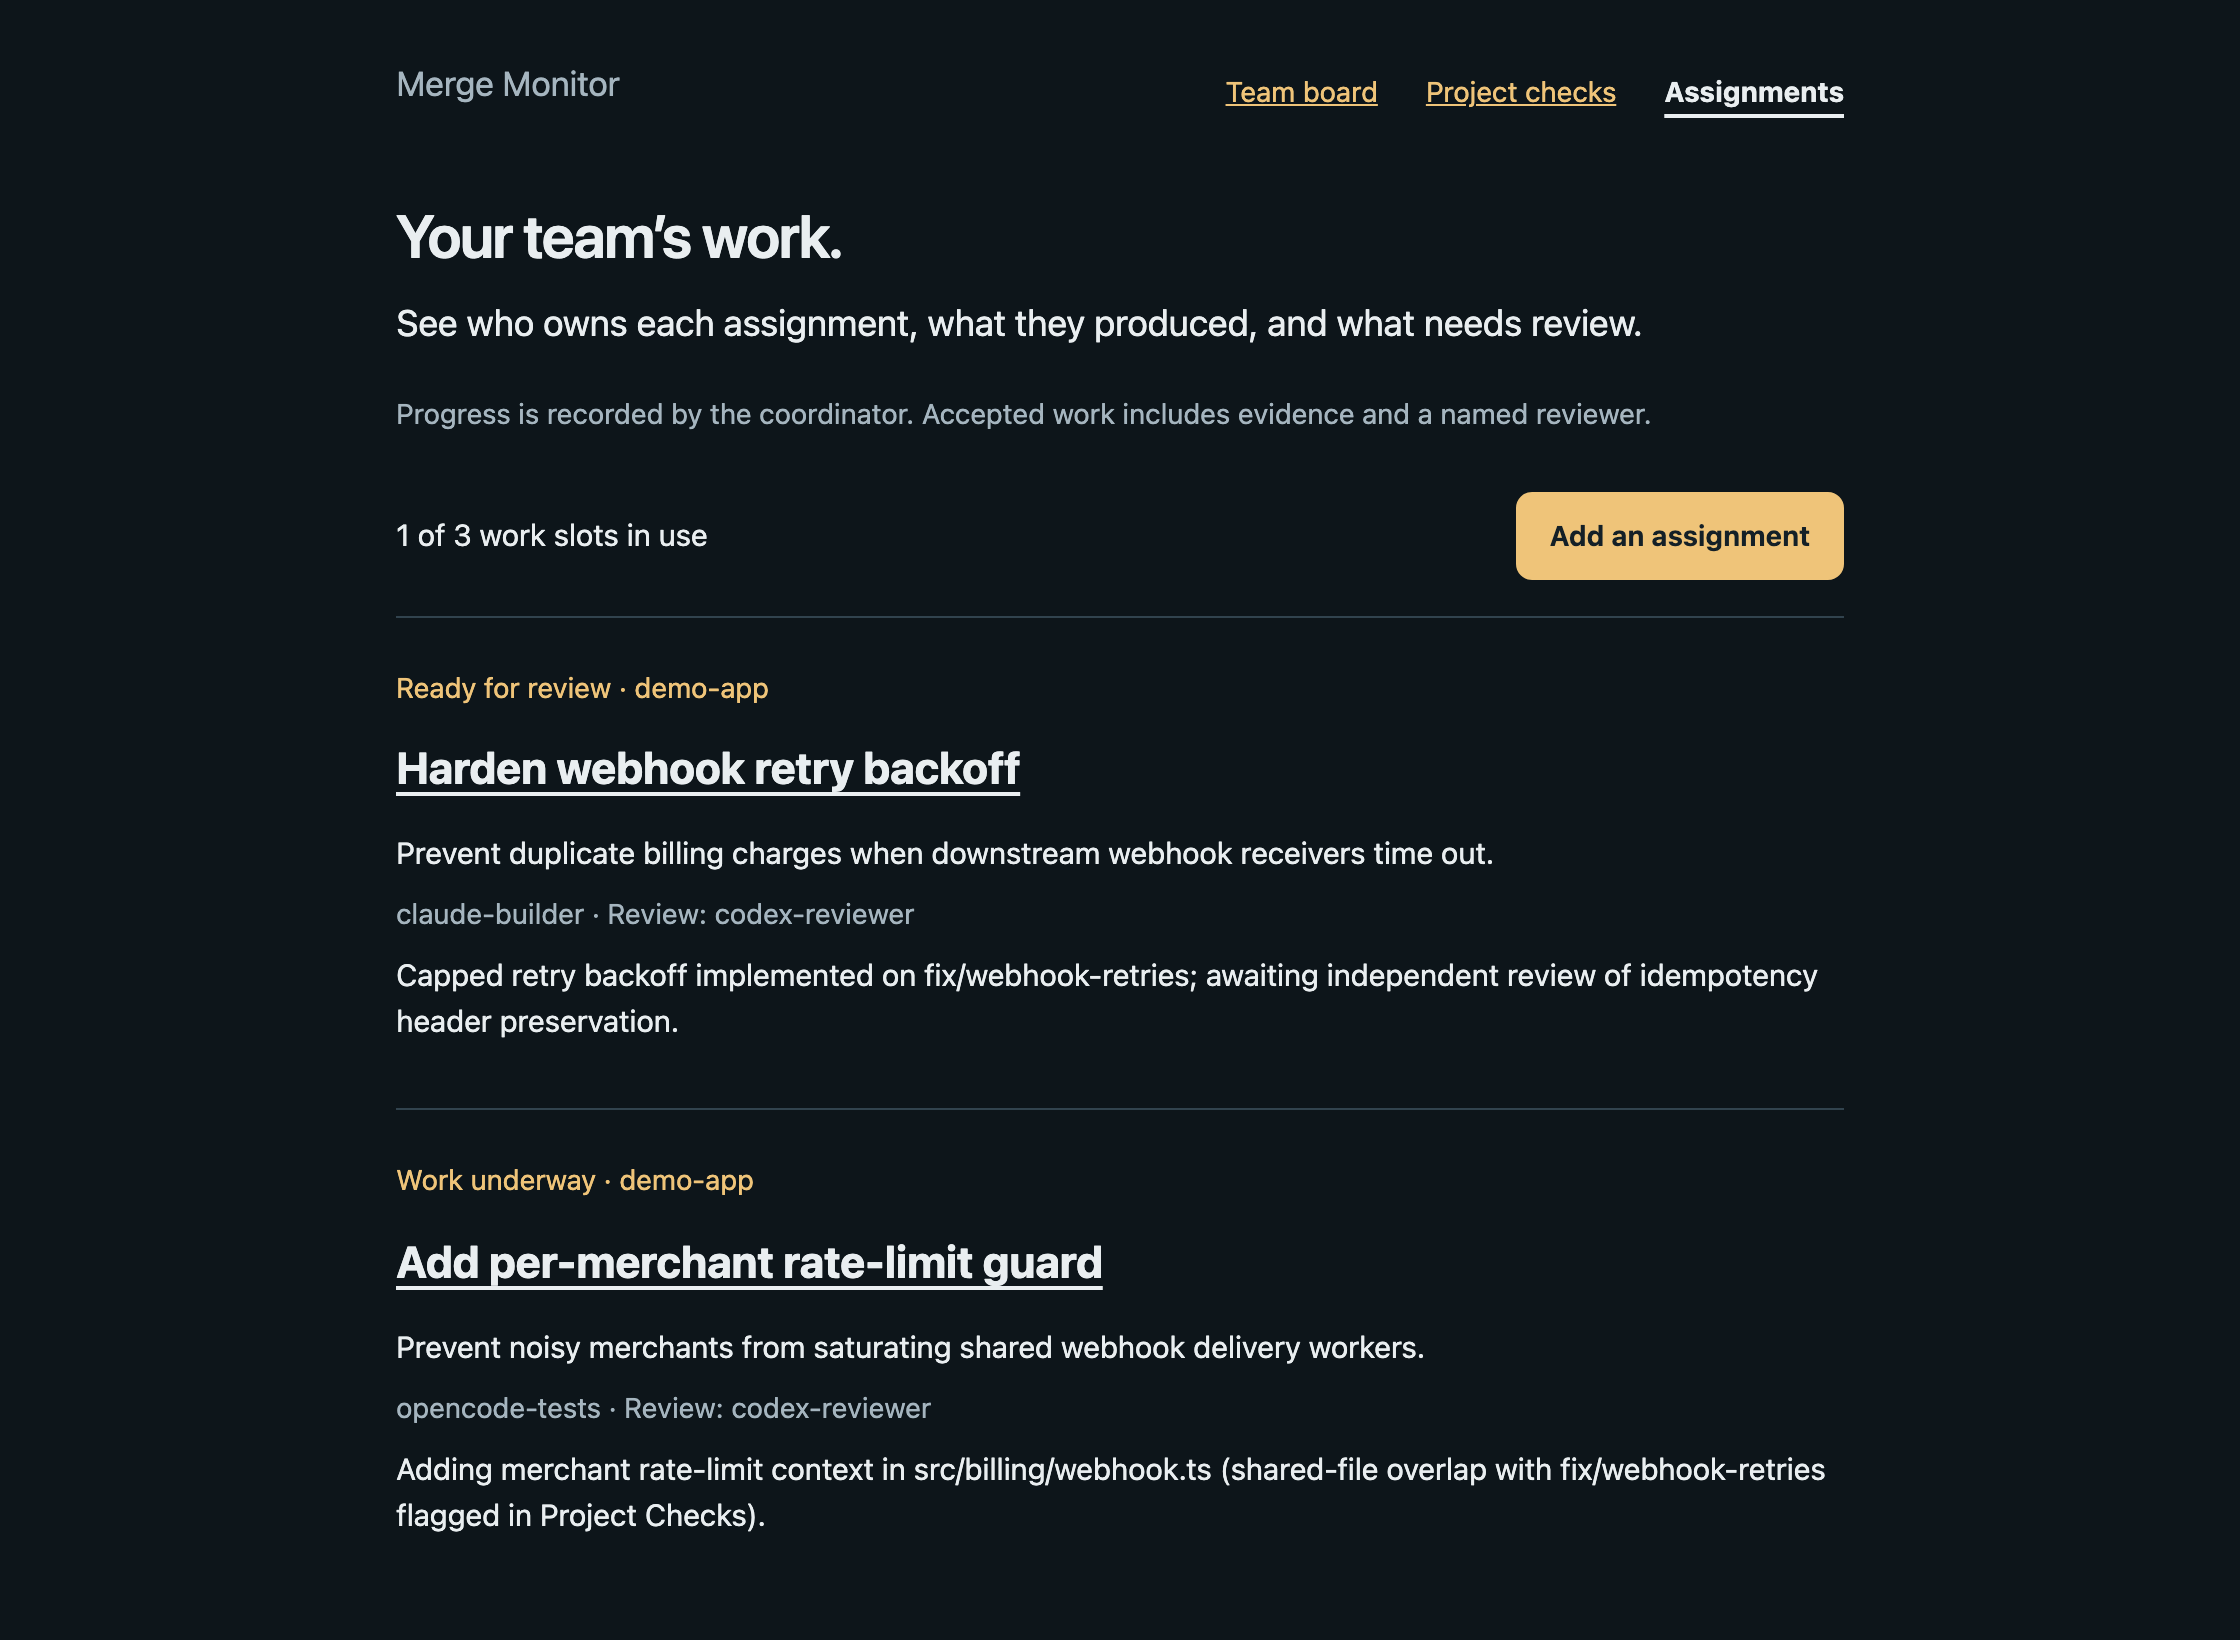 Merge Monitor
Team board
Project checks
Assignments
Your team’s work.
See who owns each assignment, what they produced, and what needs review.
Progress is recorded by the coordinator. Accepted work includes evidence and a named reviewer.
1 of 3 work slots in use
Add an assignment
Ready for review · demo-app
Harden webhook retry backoff
Prevent duplicate billing charges when downstream webhook receivers time out.
claude-builder · Review: codex-reviewer
Capped retry backoff implemented on fix/webhook-retries; awaiting independent review of idempotency
header preservation.
Work underway · demo-app
Add per-merchant rate-limit guard
Prevent noisy merchants from saturating shared webhook delivery workers.
opencode-tests · Review: codex-reviewer
Adding merchant rate-limit context in src/billing/webhook.ts (shared-file overlap with fix/webhook-retries
flagged in Project Checks).